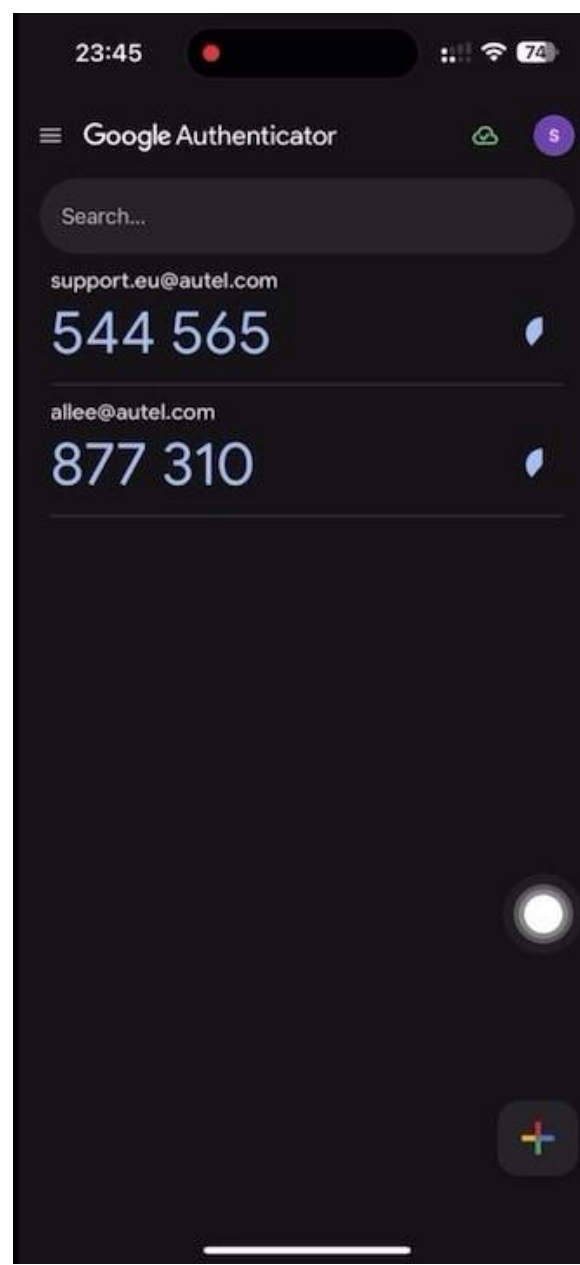 23:45
74
Google Authenticator
S
Search...
support.eu@autel.com
544 565
allee@autel.com
877 310